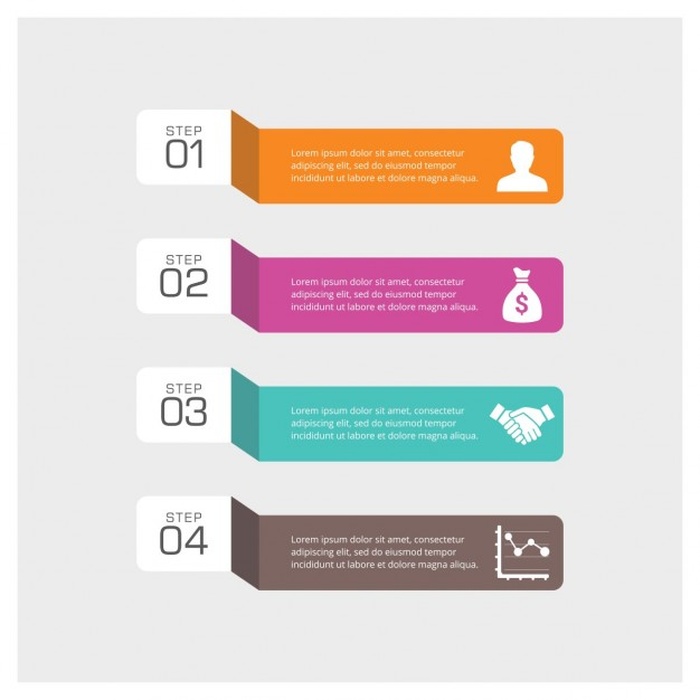 STEP
01
Lorem ipsum dolor sit amet, consectetur
adipiscing elit, sed do eiusmody tempor
incididunt ut labore et dolore magna aliqua.
STEP
02
Lorem ipsum dolor sit amet, consectetur
adipiscing elit, sed do eiusmody tempor
incididunt ut labore et dolore magna aliqua.
$
STEP
03
Lorem ipsum dolor sit amet, consectetur
adipiscing elit, sed do eiusmody tempor
incididunt ut labore et dolore magna aliqua.
STEP
04
Lorem ipsum dolor sit amet, consectetur
adipiscing elit, sed do eiusmody tempor
incididunt ut labore et dolore magna aliqua.